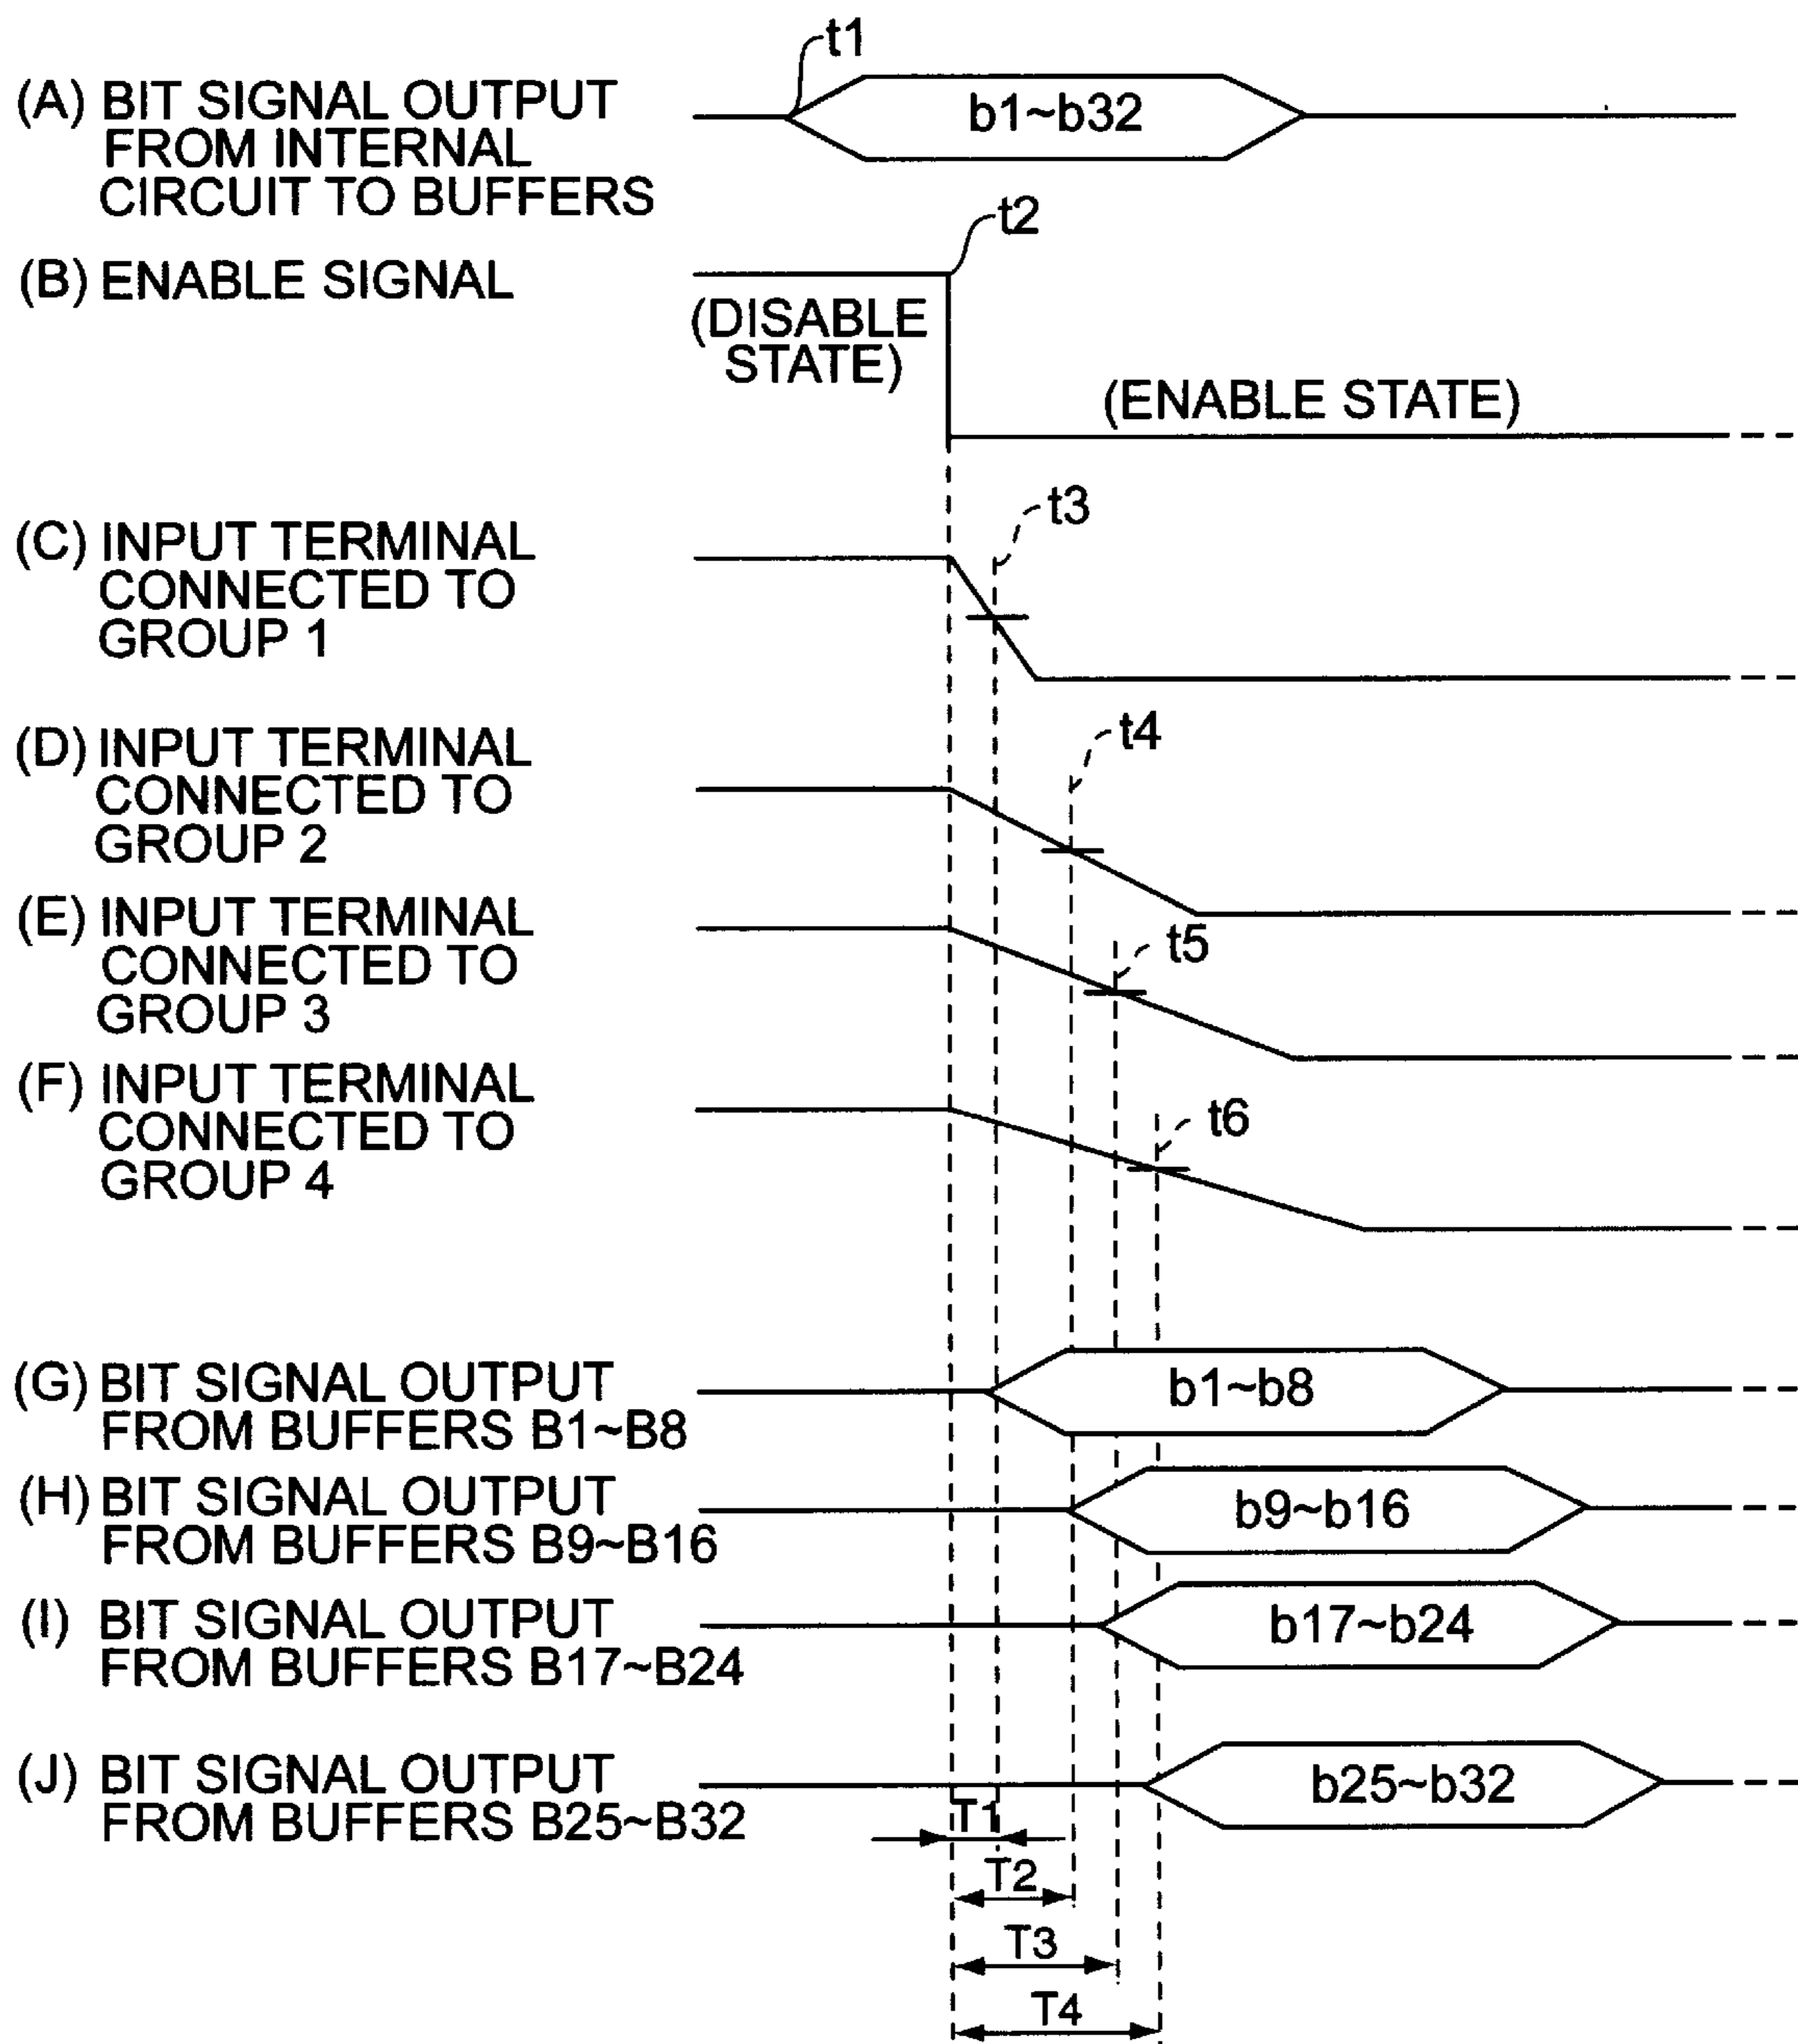 t1
(A) BIT SIGNAL OUTPUT
FROM INTERNAL
CIRCUIT TO BUFFERS
b1~b32
t2
(B) ENABLE SIGNAL
(DISABLE
STATE)
(ENABLE STATE)
t3
(C) INPUT TERMINAL
CONNECTED TO
GROUP 1
t4
(D) INPUT TERMINAL
CONNECTED TO
GROUP 2
t5
(E) INPUT TERMINAL
CONNECTED TO
GROUP 3
t6
(F) INPUT TERMINAL
CONNECTED TO
GROUP 4
(G) BIT SIGNAL OUTPUT
FROM BUFFERS B1~B8
b1~b8
(H) BIT SIGNAL OUTPUT
FROM BUFFERS B9~B16
b9~b16
(I) BIT SIGNAL OUTPUT
FROM BUFFERS B17~B24
b17~b24
(J) BIT SIGNAL OUTPUT
FROM BUFFERS B25~B32
b25~b32
T1
T2
T3
T4